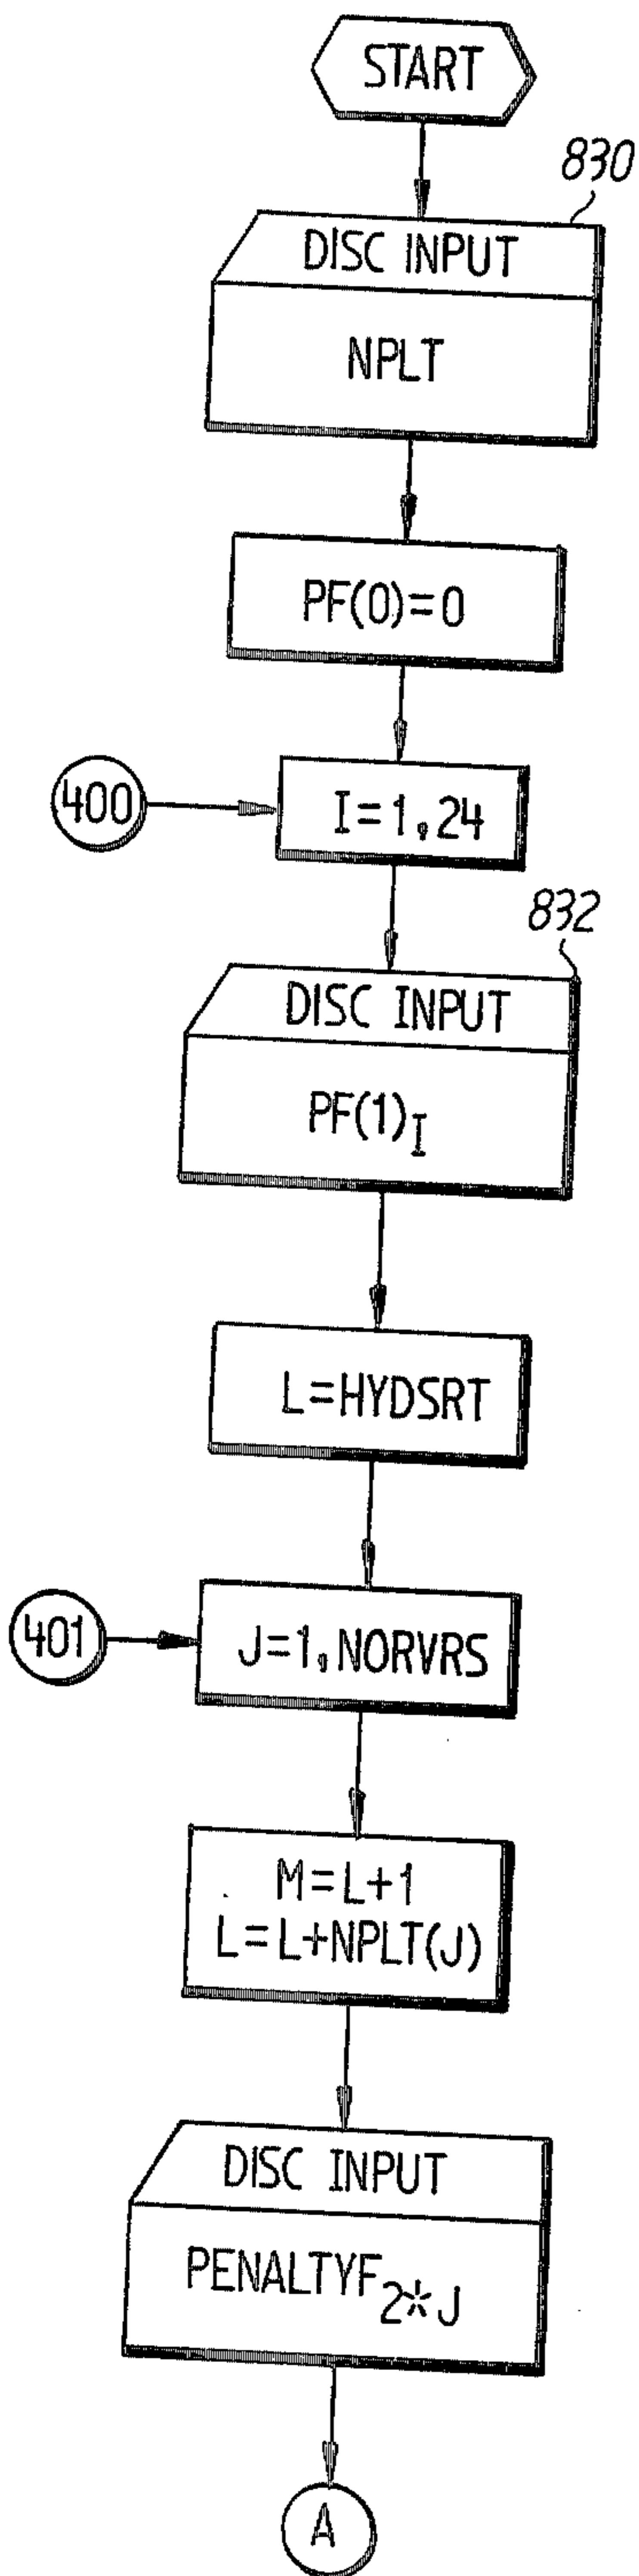 START
830
DISC INPUT
NPLT
PF(0)=0
400
I=1,24
832
DISC INPUT
PF(1)I
L=HYDSRT
401
J=1,NORVRS
M=L+1
L=L+NPLT(J)
DISC INPUT
PENALTYF2*J
A